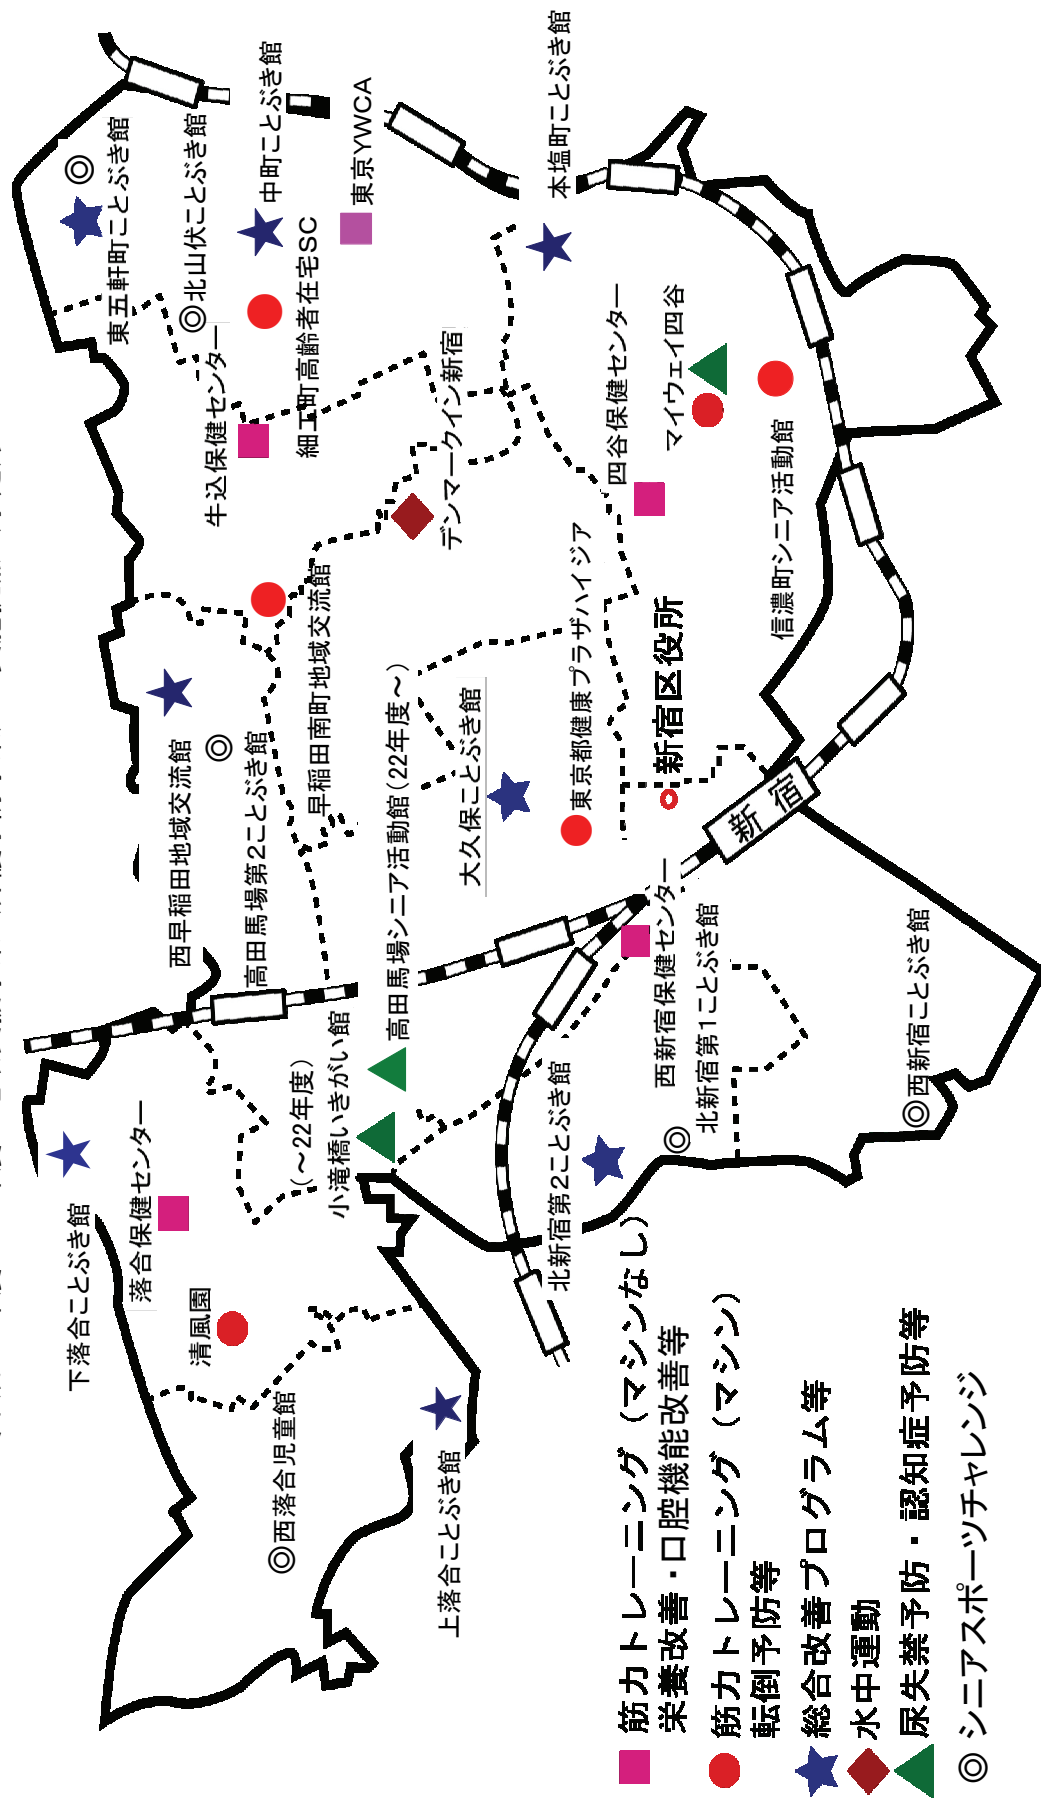 下落合ことぶき館
落合保健センター
清風園
◎西落合児童館
上落合ことぶき館
(～22年度)
小滝橋いきがい館
高田馬場シニア活動館(22年度～)
西早稲田地域交流館
◎
高田馬場第2ことぶき館
早稲田南町地域交流館
大久保ことぶき館
東京都健康プラザハイジア
新宿区役所
新宿
西新宿保健センター
◎
北新宿第1ことぶき館
北新宿第2ことぶき館
◎西新宿ことぶき館
◎
東五軒町ことぶき館
◎北山伏ことぶき館
牛込保健センター
中町ことぶき館
細工町高齢者在宅SC
東京YWCA
デンマークイン新宿
本塩町ことぶき館
四谷保健センター
マイウェイ四谷
信濃町シニア活動館
筋力トレーニング（マシンなし）
栄養改善・口腔機能改善等
筋力トレーニング（マシン）
転倒予防等
総合改善プログラム等
水中運動
尿失禁予防・認知症予防等
◎シニアスポーツチャレンジ